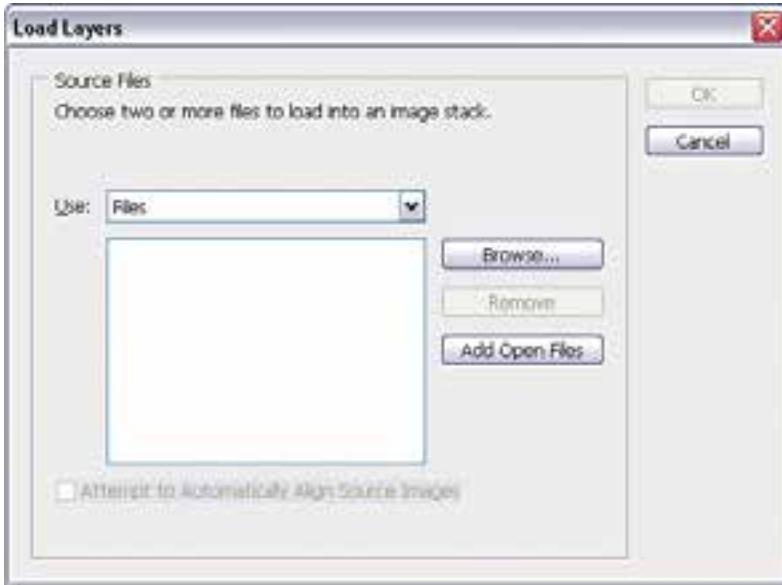 Load Layers
Source Files
Choose two or more files to load into an image stack.
OK
Cancel
Use: Files
Browse...
Remove
Add Open Files
Attempt to Automatically Align Source Images